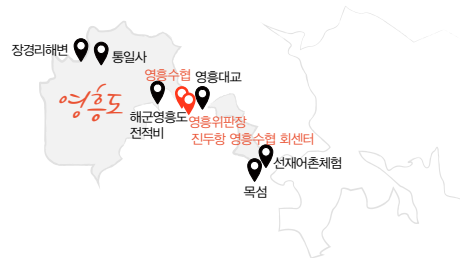 장경리해변
통일사
영흥수협
영흥대교
영흥도
해군영흥도
전적비
영흥위판장
진두항 영흥수협 회센터
선재어촌체험
목섬